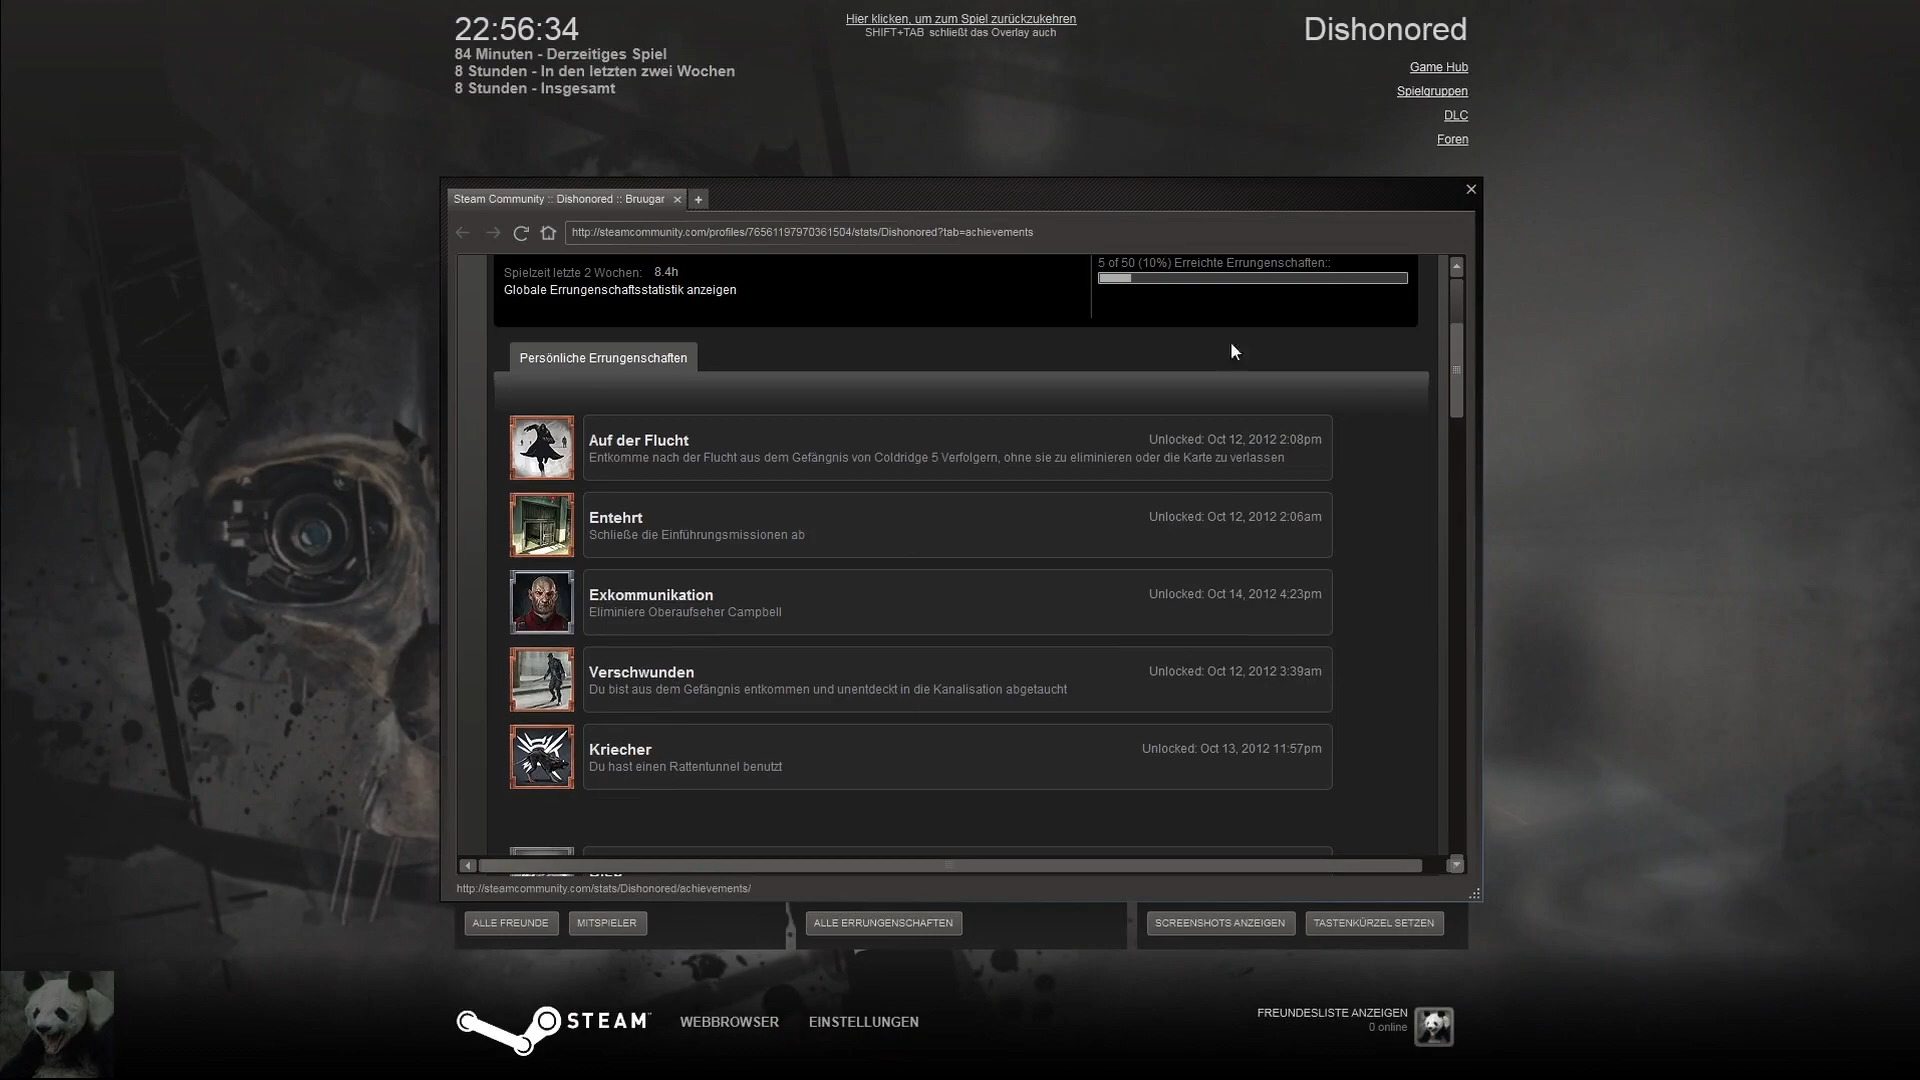 22:56:34
84 Minuten - Derzeitiges Spiel
8 Stunden - In den letzten zwei Wochen
8 Stunden - Insgesamt
Hier klicken, um zum Spiel zurückzukehren
SHIFT+TAB schließt das Overlay auch
Dishonored
Game Hub
Spielgruppen
DLC
Foren
Steam Community :: Dishonored :: Bruugar
http://steamcommunity.com/profiles/76561197970361504/stats/Dishonored?tab=achievements
Spielzeit letzte 2 Wochen: 8.4h
Globale Errungenschaftsstatistik anzeigen
5 of 50 (10%) Erreichte Errungenschaften::
Persönliche Errungenschaften
Auf der Flucht
Unlocked: Oct 12, 2012 2:08pm
Entkomme nach der Flucht aus dem Gefängnis von Coldridge 5 Verfolgern, ohne sie zu eliminieren oder die Karte zu verlassen
Entehrt
Unlocked: Oct 12, 2012 2:06am
Schließe die Einführungsmissionen ab
Exkommunikation
Unlocked: Oct 14, 2012 4:23pm
Eliminiere Oberaufseher Campbell
Verschwunden
Unlocked: Oct 12, 2012 3:39am
Du bist aus dem Gefängnis entkommen und unentdeckt in die Kanalisation abgetaucht
Kriecher
Unlocked: Oct 13, 2012 11:57pm
Du hast einen Rattentunnel benutzt
http://steamcommunity.com/stats/Dishonored/achievements/
ALLE FREUNDE
MITSPIELER
ALLE ERRUNGENSCHAFTEN
SCREENSHOTS ANZEIGEN
TASTENKÜRZEL SETZEN
STEAM
WEBBROWSER
EINSTELLUNGEN
FREUNDESLISTE ANZEIGEN
0 online